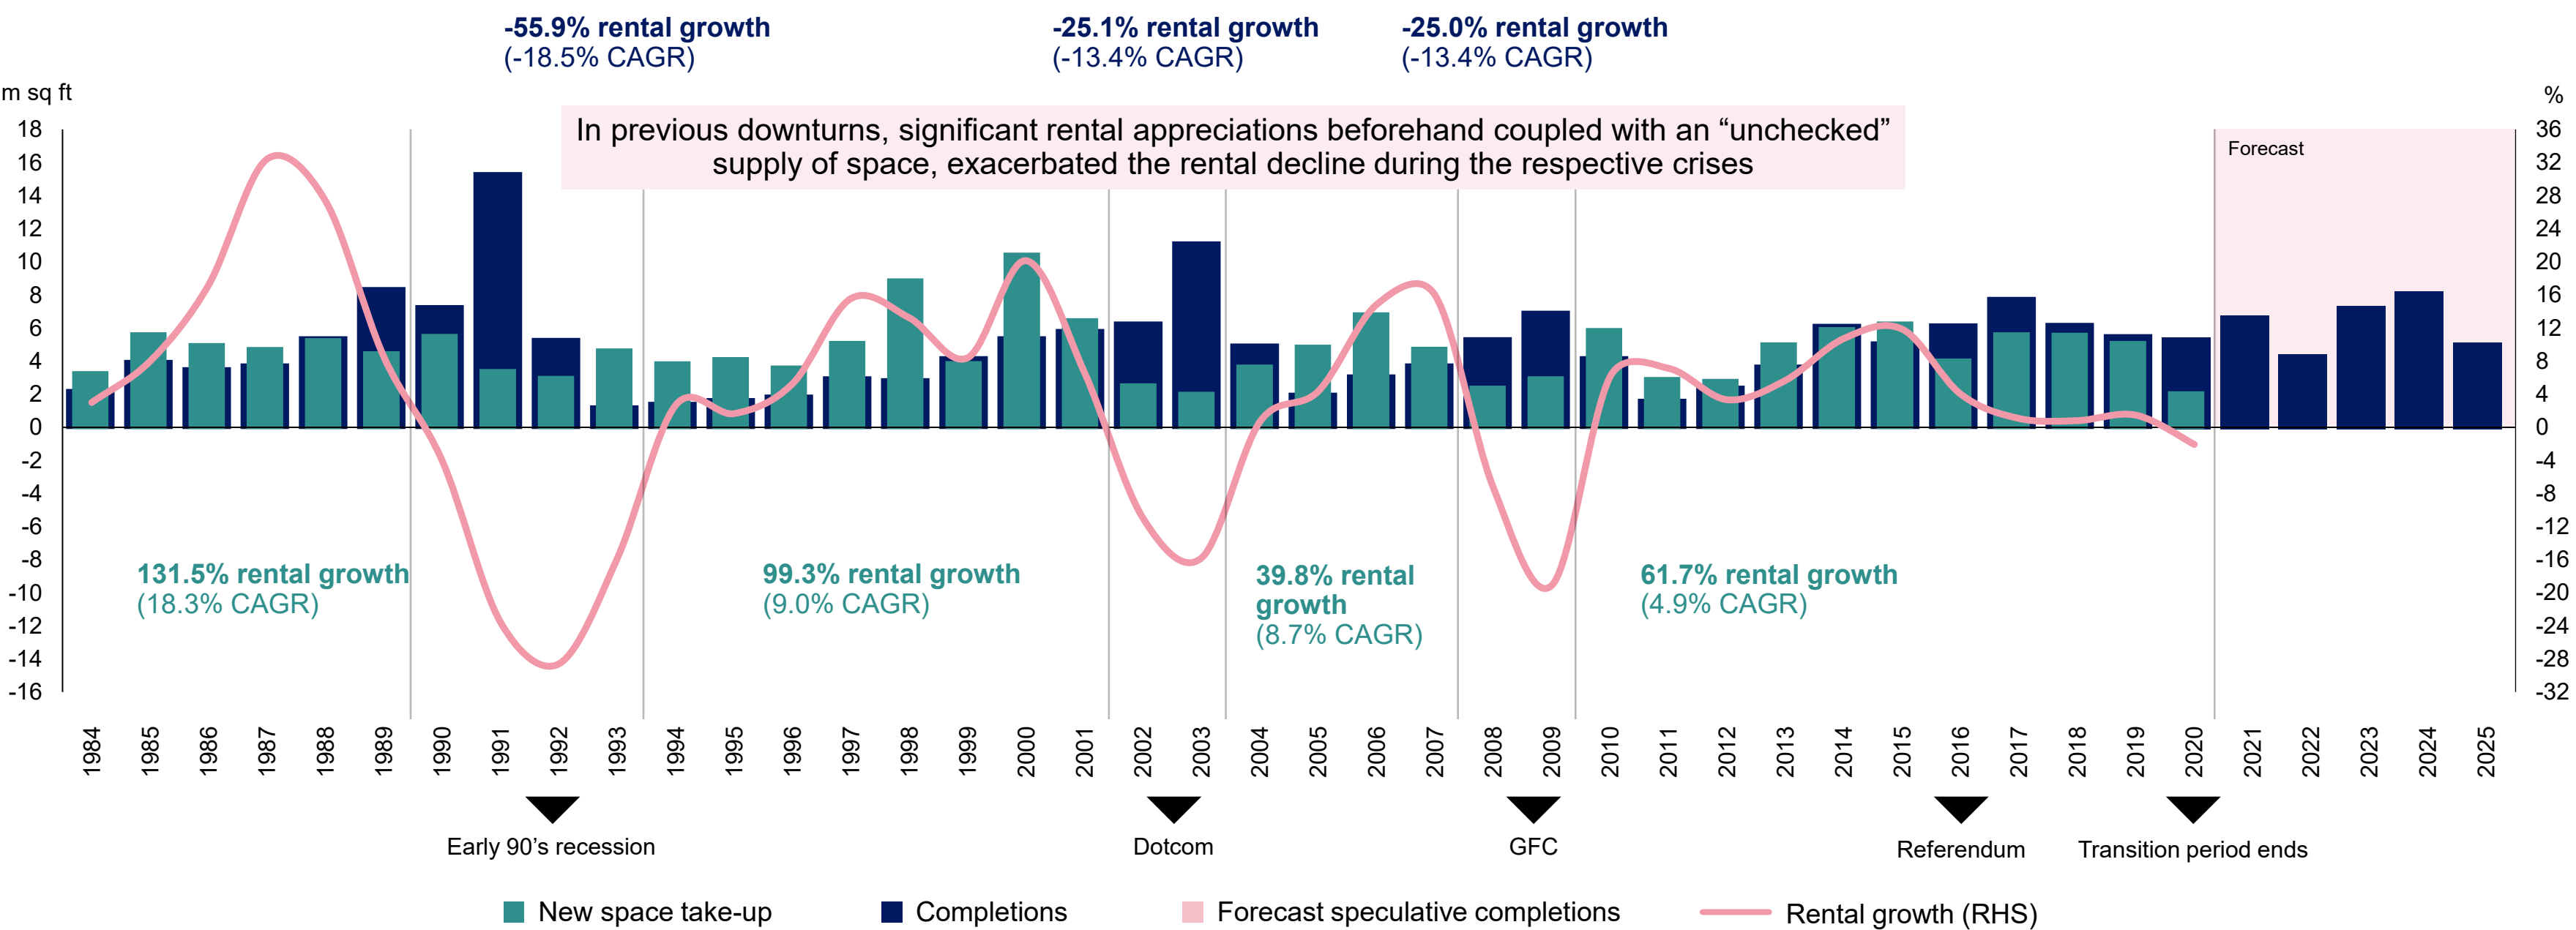 -55.9% rental growth
(-18.5% CAGR)
-25.1% rental growth
(-13.4% CAGR)
-25.0% rental growth
(-13.4% CAGR)
m sq ft
%
In previous downturns, significant rental appreciations beforehand coupled with an “unchecked”
supply of space, exacerbated the rental decline during the respective crises
Forecast
18
16
14
12
10
8
6
4
2
0
-2
-4
-6
-8
-10
-12
-14
-16
36
32
28
24
20
16
12
8
4
0
-4
-8
-12
-16
-20
-24
-28
-32
131.5% rental growth
(18.3% CAGR)
99.3% rental growth
(9.0% CAGR)
39.8% rental
growth
(8.7% CAGR)
61.7% rental growth
(4.9% CAGR)
1984
1985
1986
1987
1988
1989
1990
1991
1992
1993
1994
1995
1996
1997
1998
1999
2000
2001
2002
2003
2004
2005
2006
2007
2008
2009
2010
2011
2012
2013
2014
2015
2016
2017
2018
2019
2020
2021
2022
2023
2024
2025
Early 90’s recession
Dotcom
GFC
Referendum
Transition period ends
New space take-up
Completions
Forecast speculative completions
Rental growth (RHS)